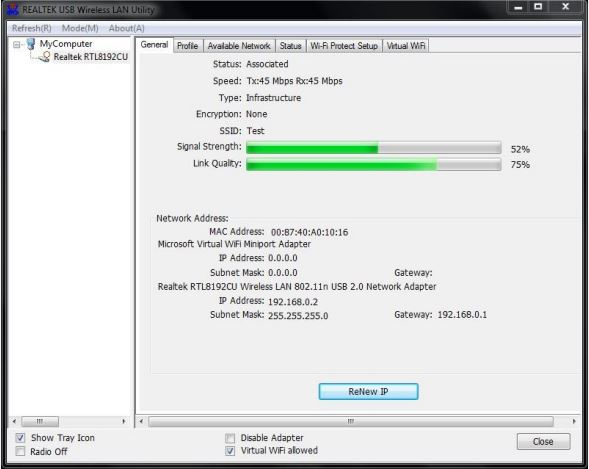 REALTEK USB Wireless LAN Utility
Refresh(R) Mode(M) About(A)
MyComputer
Realtek RTL8192CU
General Profile Available Network Status Wi-Fi Protect Setup Virtual WiFi
Status: Associated
Speed: Tx:45 Mbps Rx:45 Mbps
Type: Infrastructure
Encryption: None
SSID: Test
Signal Strength: 52%
Link Quality: 75%
Network Address:
MAC Address: 00:87:40:A0:10:16
Microsoft Virtual WiFi Miniport Adapter
IP Address: 0.0.0.0
Subnet Mask: 0.0.0.0 Gateway:
Realtek RTL8192CU Wireless LAN 802.11n USB 2.0 Network Adapter
IP Address: 192.168.0.2
Subnet Mask: 255.255.255.0 Gateway: 192.168.0.1
ReNew IP
Show Tray Icon Disable Adapter Close
Radio Off Virtual WiFi allowed